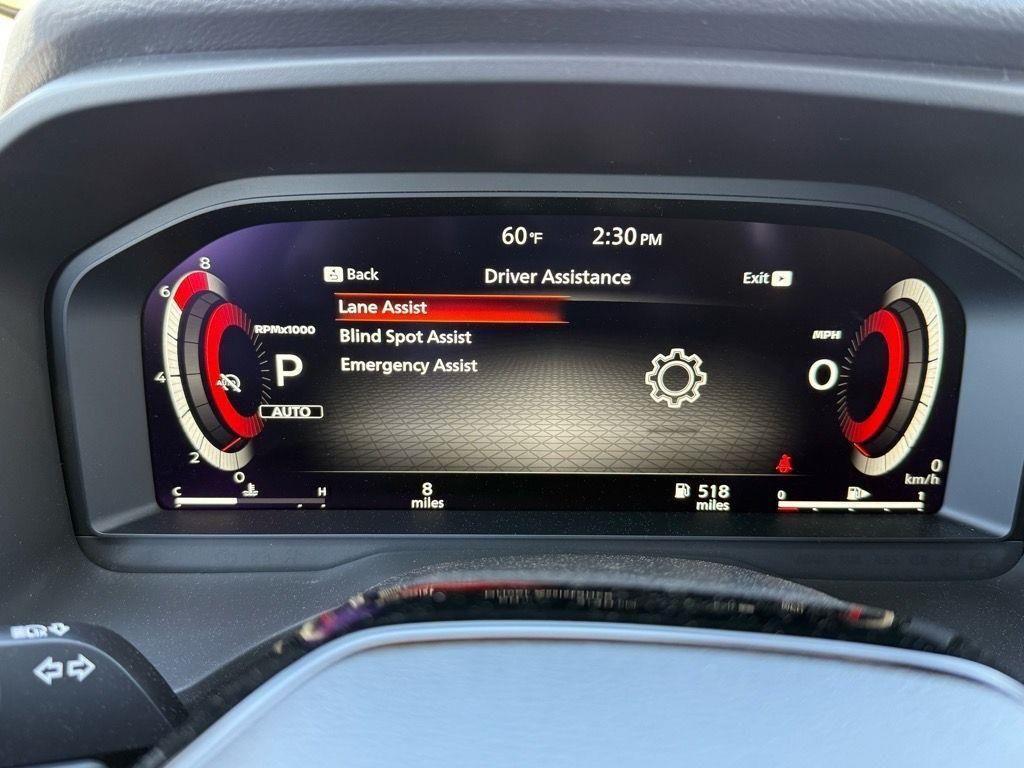 60°F 2:30 PM
Back Driver Assistance Exit
Lane Assist
Blind Spot Assist
Emergency Assist
8
6
4
2
0
RPMx1000
P
AUTO
AUTO
MPH
0
0
km/h
C H
8
miles
518
miles
0 1